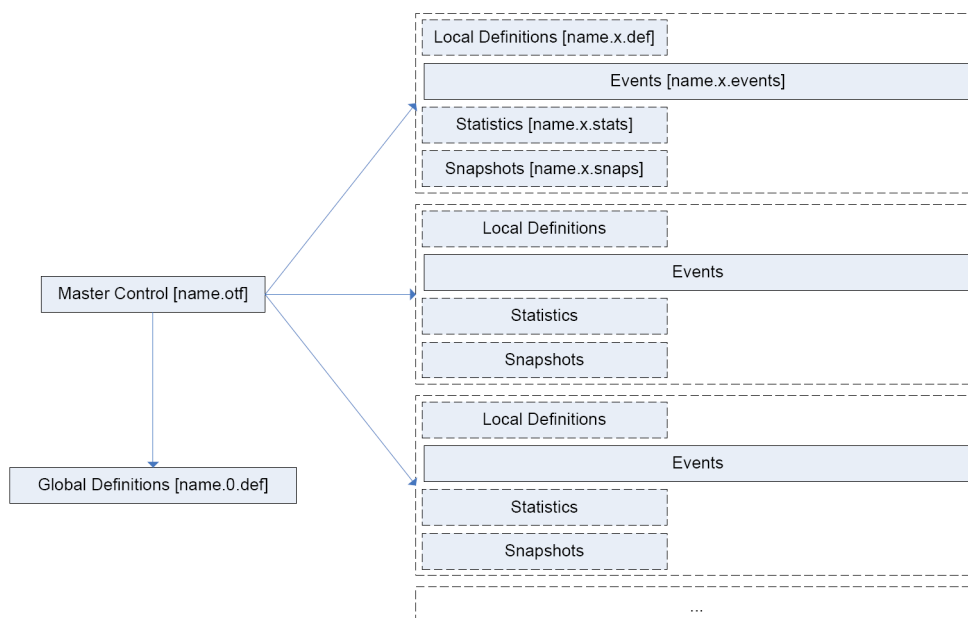 Local Definitions [name.x.def]
Events [name.x.events]
Statistics [name.x.stats]
Snapshots [name.x.snaps]
Local Definitions
Events
Master Control [name.otf]
Statistics
Snapshots
Local Definitions
Events
Global Definitions [name.0.def]
Statistics
Snapshots
...